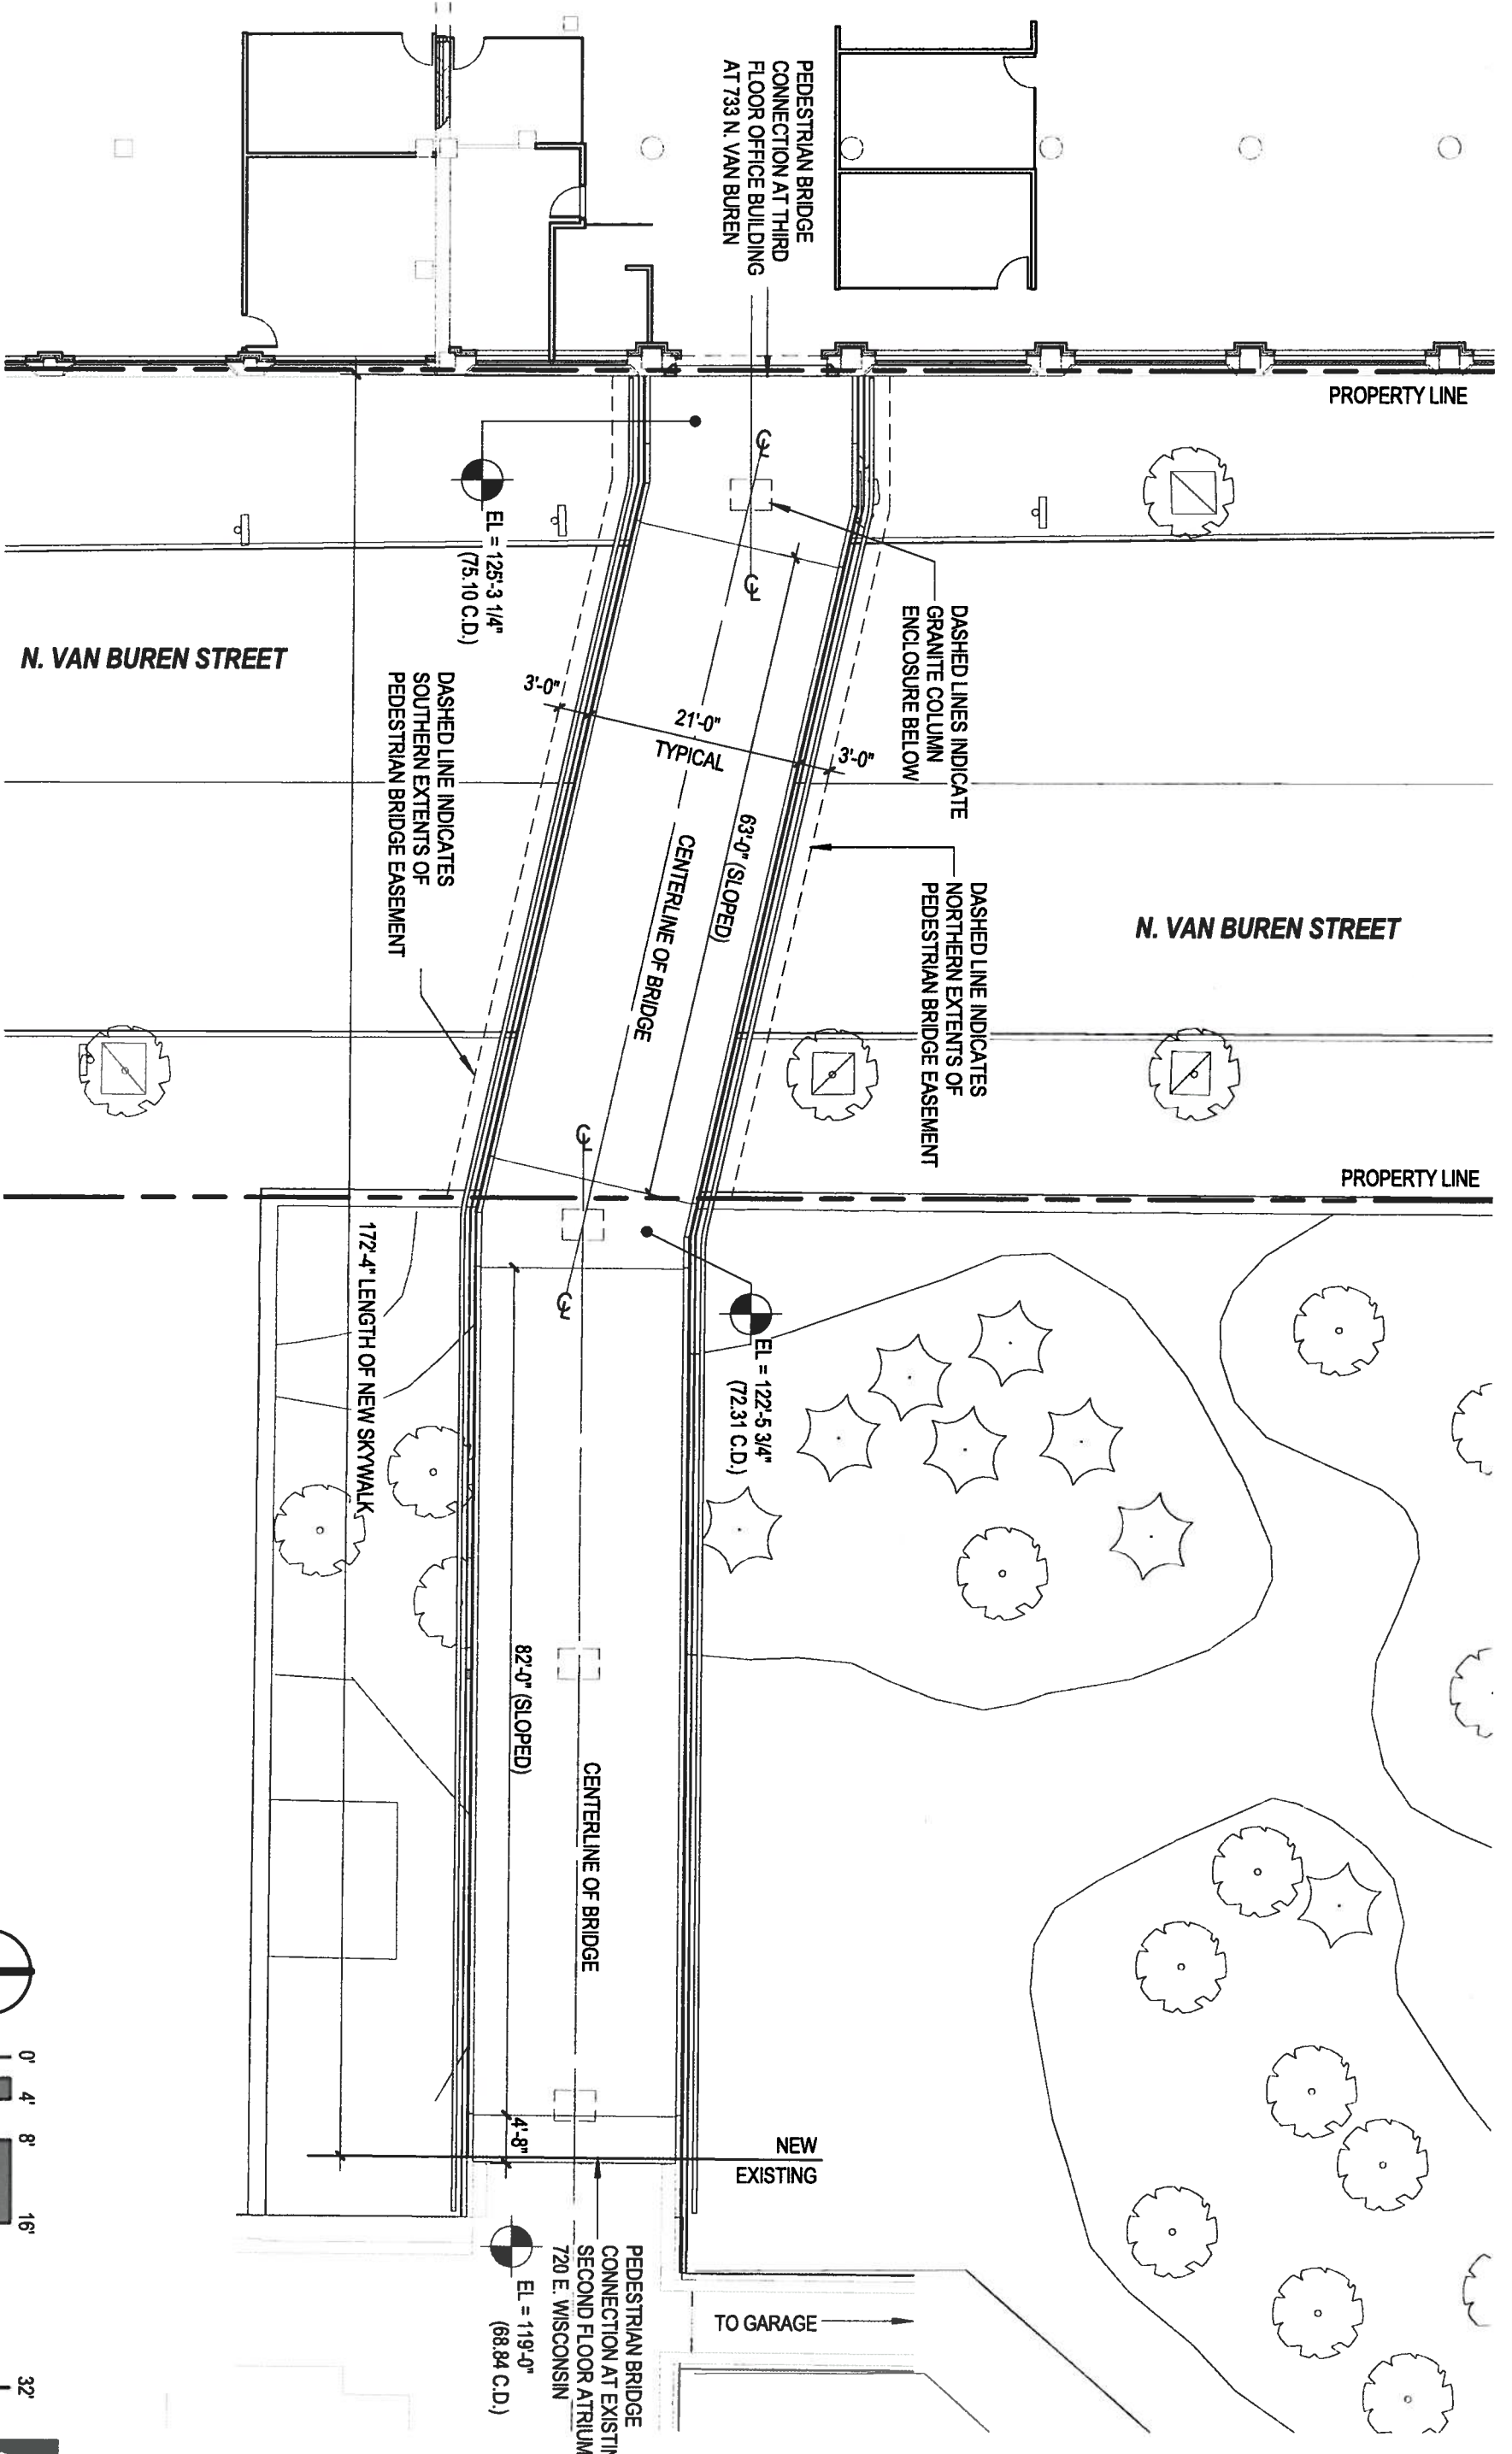 PEDESTRIAN BRIDGE
CONNECTION AT THIRD
FLOOR OFFICE BUILDING
AT 733 N. VAN BUREN
PROPERTY LINE
EL = 125'-3 1/4"
(75.10 C.D.)
N. VAN BUREN STREET
DASHED LINES INDICATE
GRANITE COLUMN
ENCLOSURE BELOW
3'-0"
21'-0"
TYPICAL
3'-0"
DASHED LINE INDICATES
SOUTHERN EXTENTS OF
PEDESTRIAN BRIDGE EASEMENT
63'-0" (SLOPED)
CENTERLINE OF BRIDGE
DASHED LINE INDICATES
NORTHERN EXTENTS OF
PEDESTRIAN BRIDGE EASEMENT
N. VAN BUREN STREET
PROPERTY LINE
172'-4" LENGTH OF NEW SKYWALK
EL = 122'-5 3/4"
(72.31 C.D.)
82'-0" (SLOPED)
CENTERLINE OF BRIDGE
4'-8"
NEW
EXISTING
PEDESTRIAN BRIDGE
CONNECTION AT
SECOND FLOOR ATRIUM
720 E. WISCONSIN
EL = 119'-0"
(68.84 C.D.)
TO GARAGE
0' 4' 8' 16' 32'